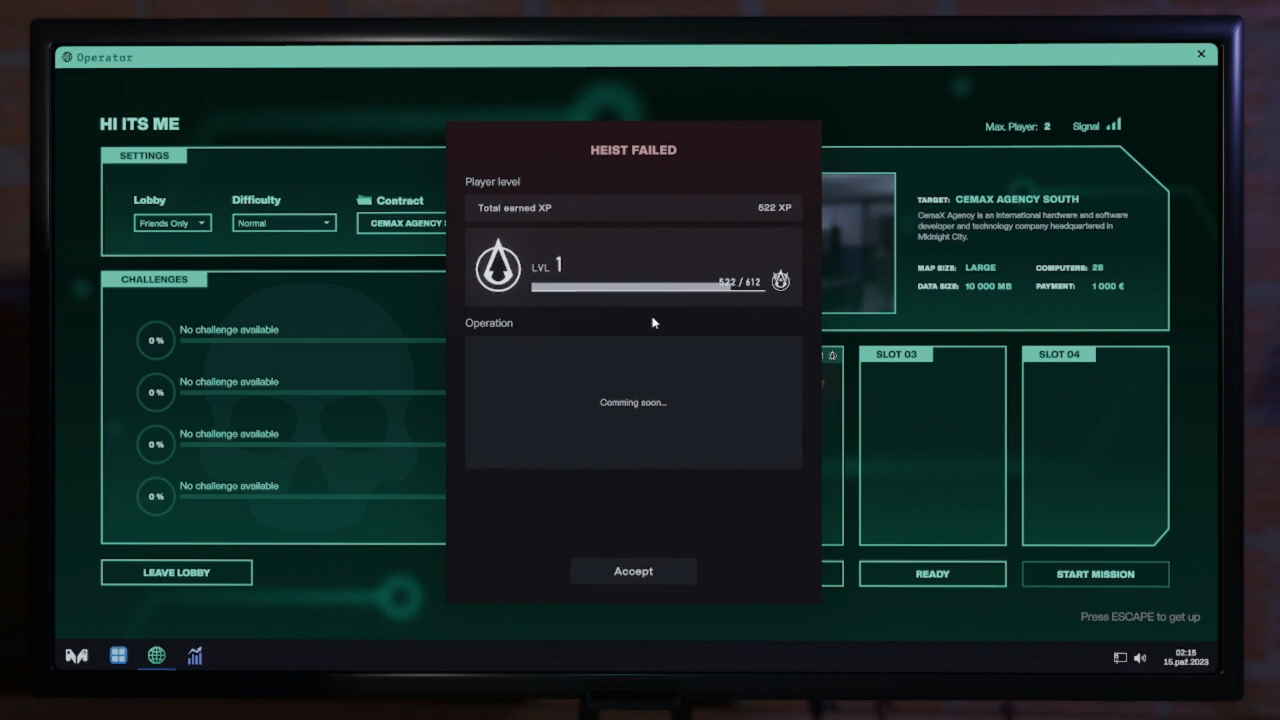 Operator
HI ITS ME
Max. Player: 2 Signal
SETTINGS
Lobby
Friends Only
Difficulty
Normal
Contract
CEMAX AGENCY
CHALLENGES
0 % No challenge available
0 % No challenge available
0 % No challenge available
0 % No challenge available
LEAVE LOBBY
HEIST FAILED
Player level
Total earned XP 522 XP
LVL 1
522 / 612
Operation
Comming soon...
Accept
TARGET: CEMAX AGENCY SOUTH
CemaX Agency is an international hardware and software
developer and technology company headquartered in
Midnight City.
MAP SIZE: LARGE COMPUTERS: 28
DATA SIZE: 10 000 MB PAYMENT: 1 000 €
SLOT 03
SLOT 04
READY
START MISSION
Press ESCAPE to get up
02:15
15.paź.2023